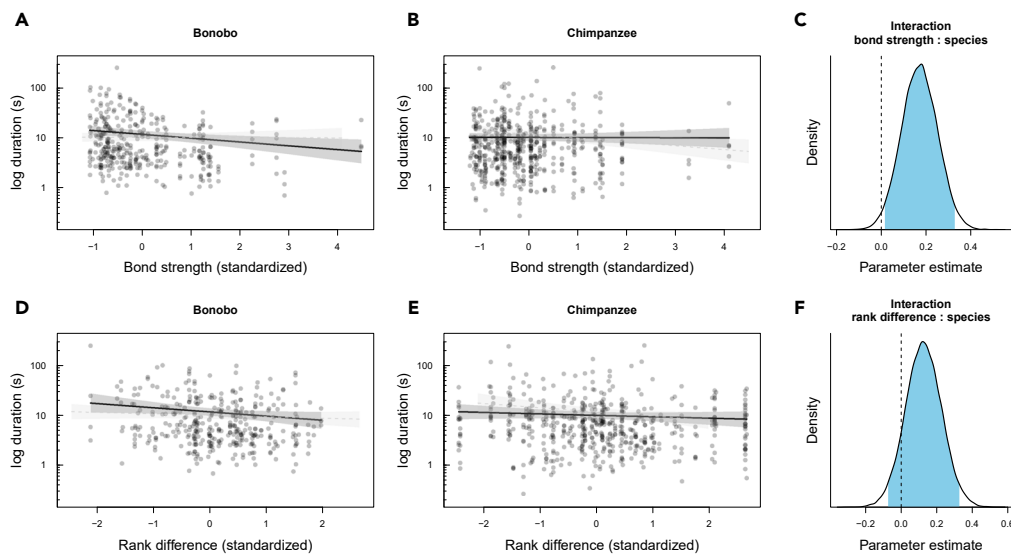 A
Bonobo
log duration (s)
100
10
1
−1
0
1
2
3
4
Bond strength (standardized)
B
Chimpanzee
log duration (s)
100
10
1
−1
0
1
2
3
4
Bond strength (standardized)
C
Interaction
bond strength : species
Density
−0.2
0.0
0.2
0.4
Parameter estimate
D
Bonobo
log duration (s)
100
10
1
−2
−1
0
1
2
Rank difference (standardized)
E
Chimpanzee
log duration (s)
100
10
1
−2
−1
0
1
2
Rank difference (standardized)
F
Interaction
rank difference : species
Density
−0.2
0.0
0.2
0.4
0.6
Parameter estimate